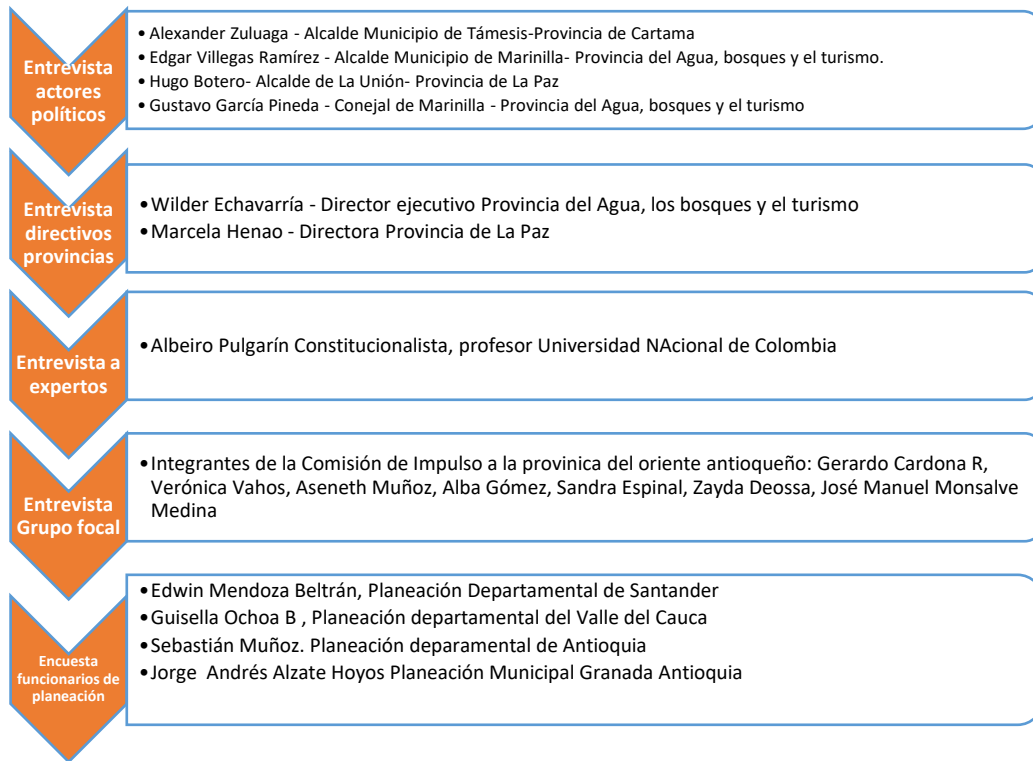 Entrevista
actores
políticos
•Alexander Zuluaga - Alcalde Municipio de Támesis-Provincia de Cartama
•Edgar Villegas Ramírez - Alcalde Municipio de Marinilla- Provincia del Agua, bosques y el turismo.
•Hugo Botero- Alcalde de La Unión- Provincia de La Paz
•Gustavo García Pineda - Conejal de Marinilla - Provincia del Agua, bosques y el turismo
Entrevista
directivos
provincias
•Wilder Echavarría - Director ejecutivo Provincia del Agua, los bosques y el turismo
•Marcela Henao - Directora Provincia de La Paz
Entrevista a
expertos
•Albeiro Pulgarín Constitucionalista, profesor Universidad NAcional de Colombia
Entrevista
Grupo focal
•Integrantes de la Comisión de Impulso a la provinica del oriente antioqueño: Gerardo Cardona R,
Verónica Vahos, Aseneth Muñoz, Alba Gómez, Sandra Espinal, Zayda Deossa, José Manuel Monsalve
Medina
Encuesta
funcionarios de
planeación
•Edwin Mendoza Beltrán, Planeación Departamental de Santander
•Guisella Ochoa B , Planeación departamental del Valle del Cauca
•Sebastián Muñoz. Planeación deparamental de Antioquia
•Jorge  Andrés Alzate Hoyos Planeación Municipal Granada Antioquia